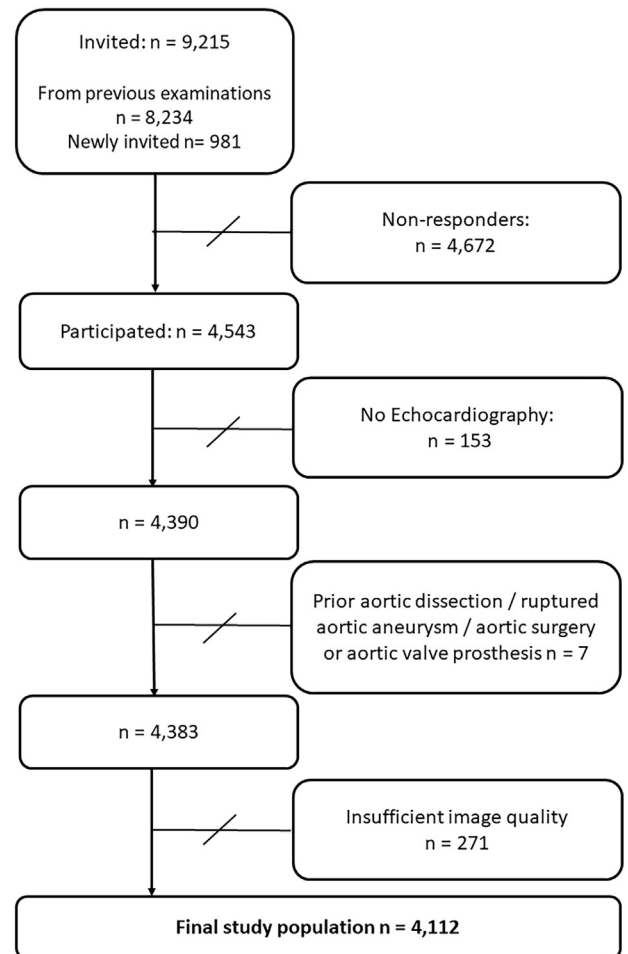 Invited: n = 9,215
From previous examinations
n = 8,234
Newly invited n= 981
Non-responders:
n = 4,672
Participated: n = 4,543
No Echocardiography:
n = 153
n = 4,390
Prior aortic dissection / ruptured
aortic aneurysm / aortic surgery
or aortic valve prosthesis n = 7
n = 4,383
Insufficient image quality
n = 271
Final study population n = 4,112